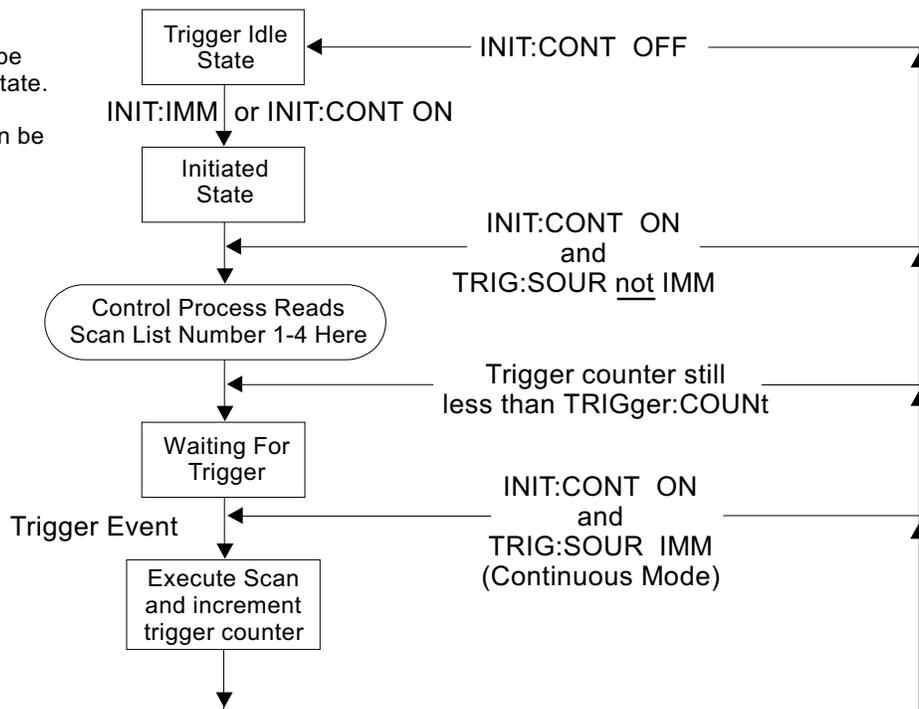 Trigger Idle
State
INIT:CONT OFF
be
tate.
n be
INIT:IMM or INIT:CONT ON
Initiated
State
INIT:CONT ON
and
TRIG:SOUR not IMM
Control Process Reads
Scan List Number 1-4 Here
Trigger counter still
less than TRIGger:COUNt
Waiting For
Trigger
Trigger Event
INIT:CONT ON
and
TRIG:SOUR IMM
(Continuous Mode)
Execute Scan
and increment
trigger counter